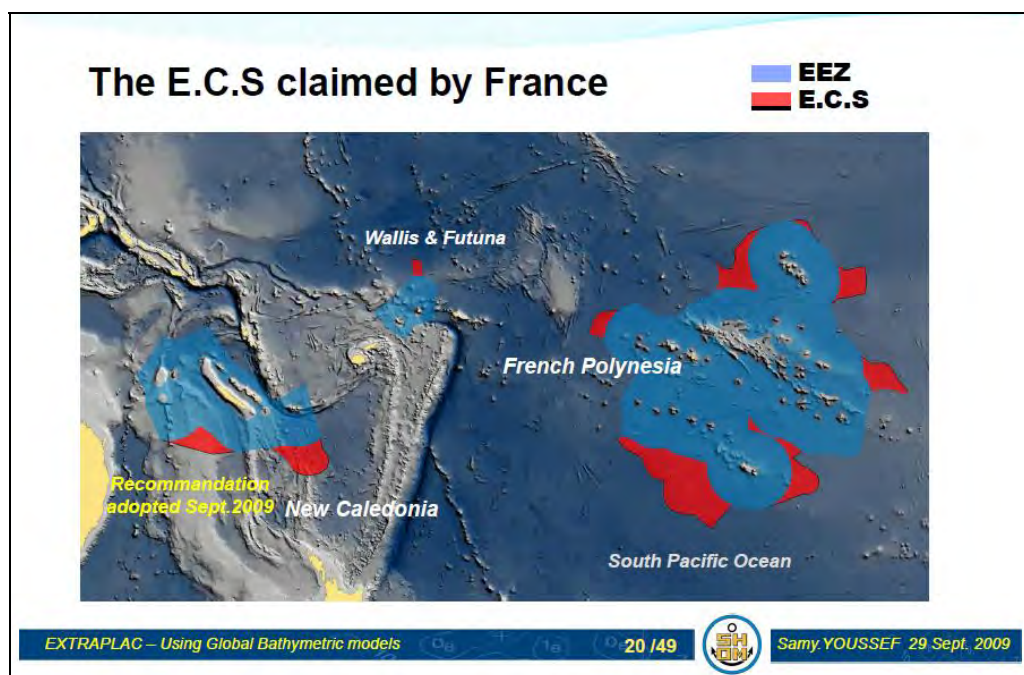 The E.C.S claimed by France
EEZ
E.C.S
Wallis & Futuna
French Polynesia
Recommandation
adopted Sept.2009
New Caledonia
South Pacific Ocean
EXTRAPLAC – Using Global Bathymetric models
20 /49
SH
OM
Samy.YOUSSEF 29 Sept. 2009